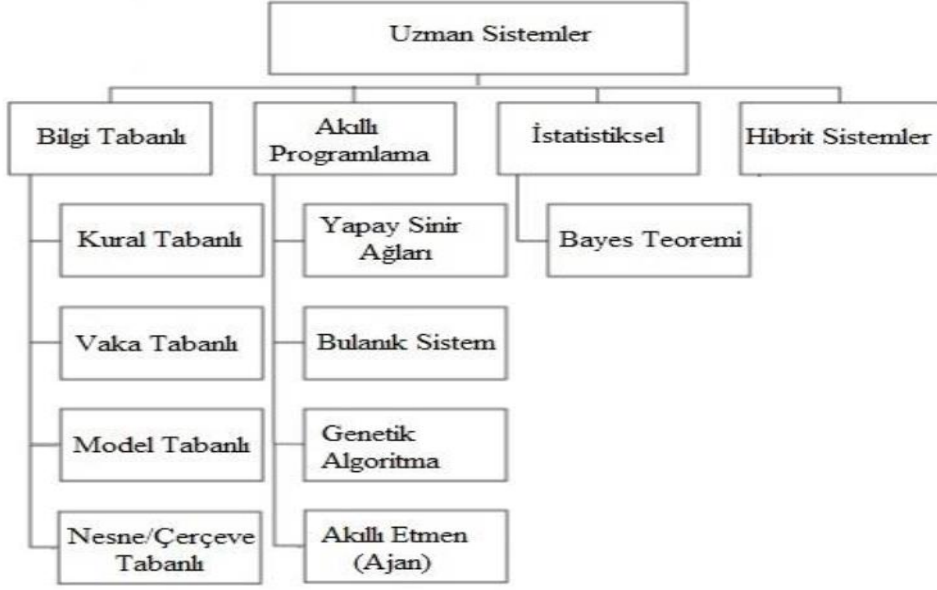 Uzman Sistemler
Bilgi Tabanlı
Akıllı
Programlama
İstatistiksel
Hibrit Sistemler
Kural Tabanlı
Vaka Tabanlı
Model Tabanlı
Nesne/Çerçeve
Tabanlı
Yapay Sinir
Ağları
Bulanık Sistem
Genetik
Algoritma
Akıllı Etmen
(Ajan)
Bayes Teoremi